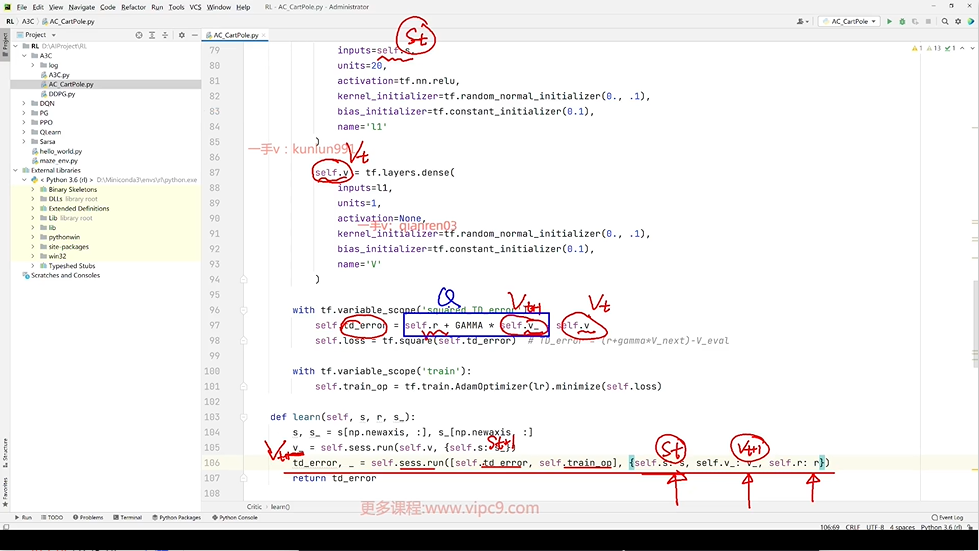 File Edit View Navigate Code Refactor Run Tools VCS Window Help RL - AC_CartPole.py - Administrator
RL A3C AC_CartPole.py AC_CartPole
Project AC_CartPole.py
RL D:\AIProject\RL
A3C
log
A3C.py
AC_CartPole.py
DDPG.py
DQN
PG
PPO
QLearn
Sarsa
hello_world.py
maze_env.py
External Libraries
< Python 3.6 (rl) > D:\Miniconda3\envs\rl\python.exe
Binary Skeletons
DLLs library root
Extended Definitions
Lib library root
lib
pythonwin
site-packages
win32
Typeshed Stubs
Scratches and Consoles
St
79 inputs=self.s,
1 13 1
80 units=20,
81 activation=tf.nn.relu,
82 kernel_initializer=tf.random_normal_initializer(0., .1),
83 bias_initializer=tf.constant_initializer(0.1),
84 name='l1'
85 )
一手v：kunlun991
Vt
86
87 self.v = tf.layers.dense(
88 inputs=l1,
89 units=1,
90 activation=None,
一手v：qianren03
91 kernel_initializer=tf.random_normal_initializer(0., .1),
92 bias_initializer=tf.constant_initializer(0.1),
93 name='V'
94 )
95
Q Vt+1 Vt
96 with tf.variable_scope('squared_TD_error'):
97 self.td_error = self.r + GAMMA * self.v_ self.v
98 self.loss = tf.square(self.td_error) # TD_error = (r+gamma*V_next)-V_eval
99
100 with tf.variable_scope('train'):
101 self.train_op = tf.train.AdamOptimizer(lr).minimize(self.loss)
102
103 def learn(self, s, r, s_):
104 s, s_ = s[np.newaxis, :], s_[np.newaxis, :]
Vt+1 St+1 St Vt+1
105 v_ = self.sess.run(self.v, {self.s:
106 td_error, _ = self.sess.run([self.td_error, self.train_op], {self.s: s, self.v_: v_, self.r: r})
107 return td_error
108
Critic learn()
更多课程:www.vipc9.com
Run TODO Problems Terminal Python Packages Python Console Event Log
106:69 CRLF UTF-8 4 spaces Python 3.6 (rl)
Project
Structure
Favorites